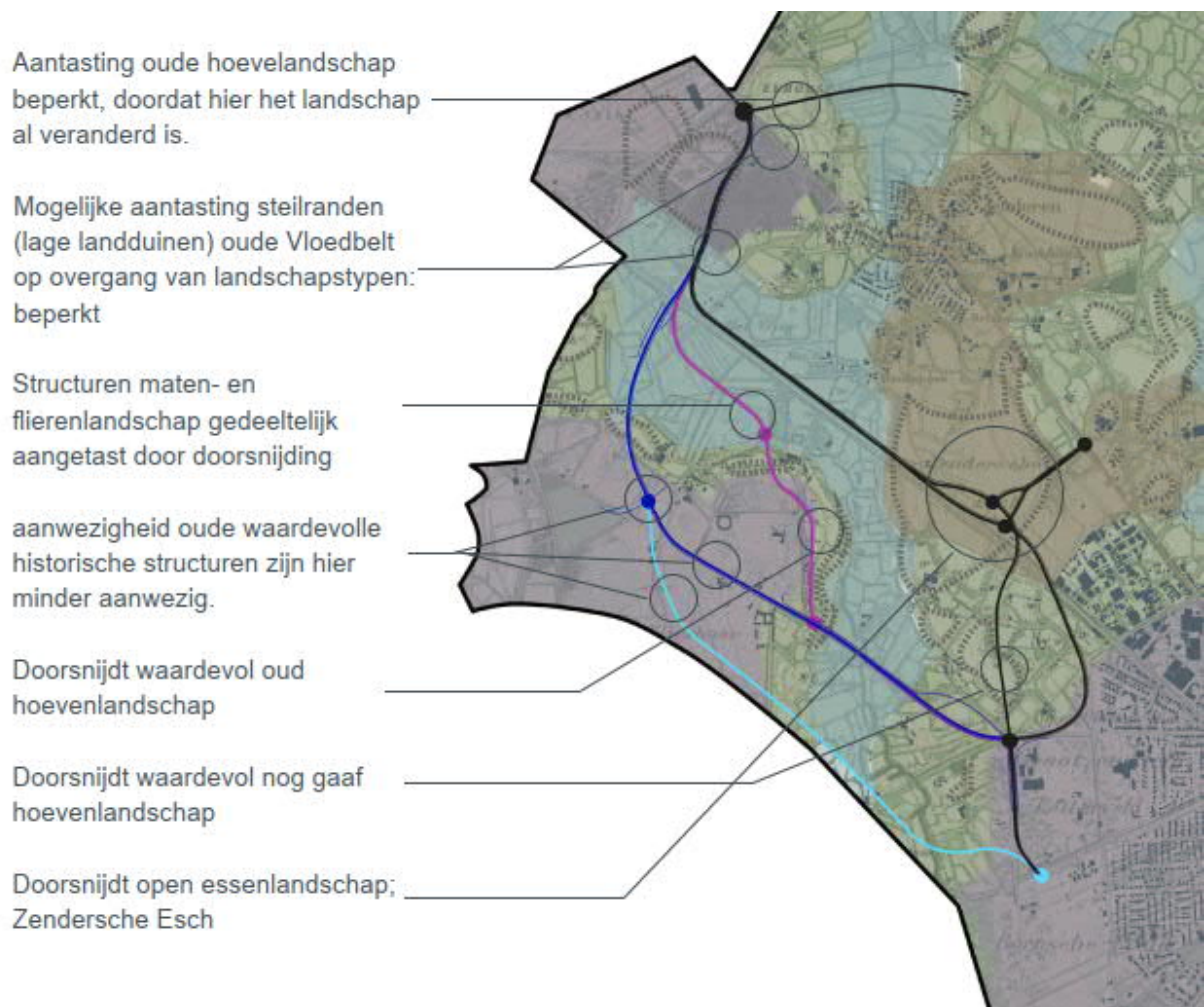 Aantasting oude hoevelandschap
beperkt, doordat hier het landschap
al veranderd is.
Mogelijke aantasting steilranden
(lage landduinen) oude Vloedbelt
op overgang van landschapstypen:
beperkt
Structuren maten- en
flierenlandschap gedeeltelijk
aangetast door doorsnijding
aanwezigheid oude waardevolle
historische structuren zijn hier
minder aanwezig.
Doorsnijdt waardevol oud
hoevenlandschap
Doorsnijdt waardevol nog gaaf
hoevenlandschap
Doorsnijdt open essenlandschap;
Zendersche Esch